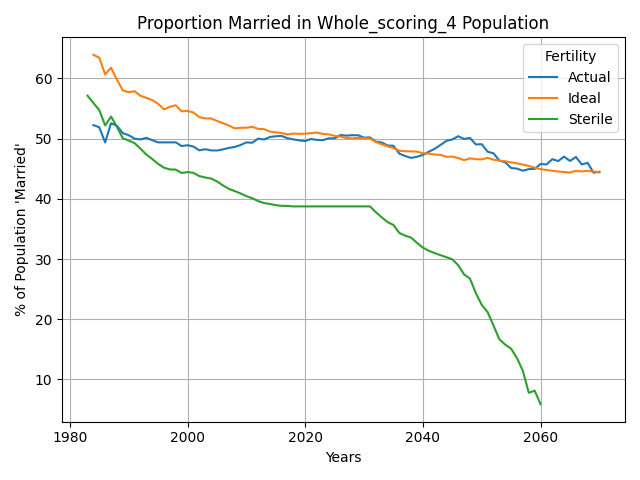 Proportion Married in Whole_scoring_4 Population
% of Population 'Married'
60
50
40
30
20
10
Fertility
Actual
Ideal
Sterile
1980
2000
2020
2040
2060
Years